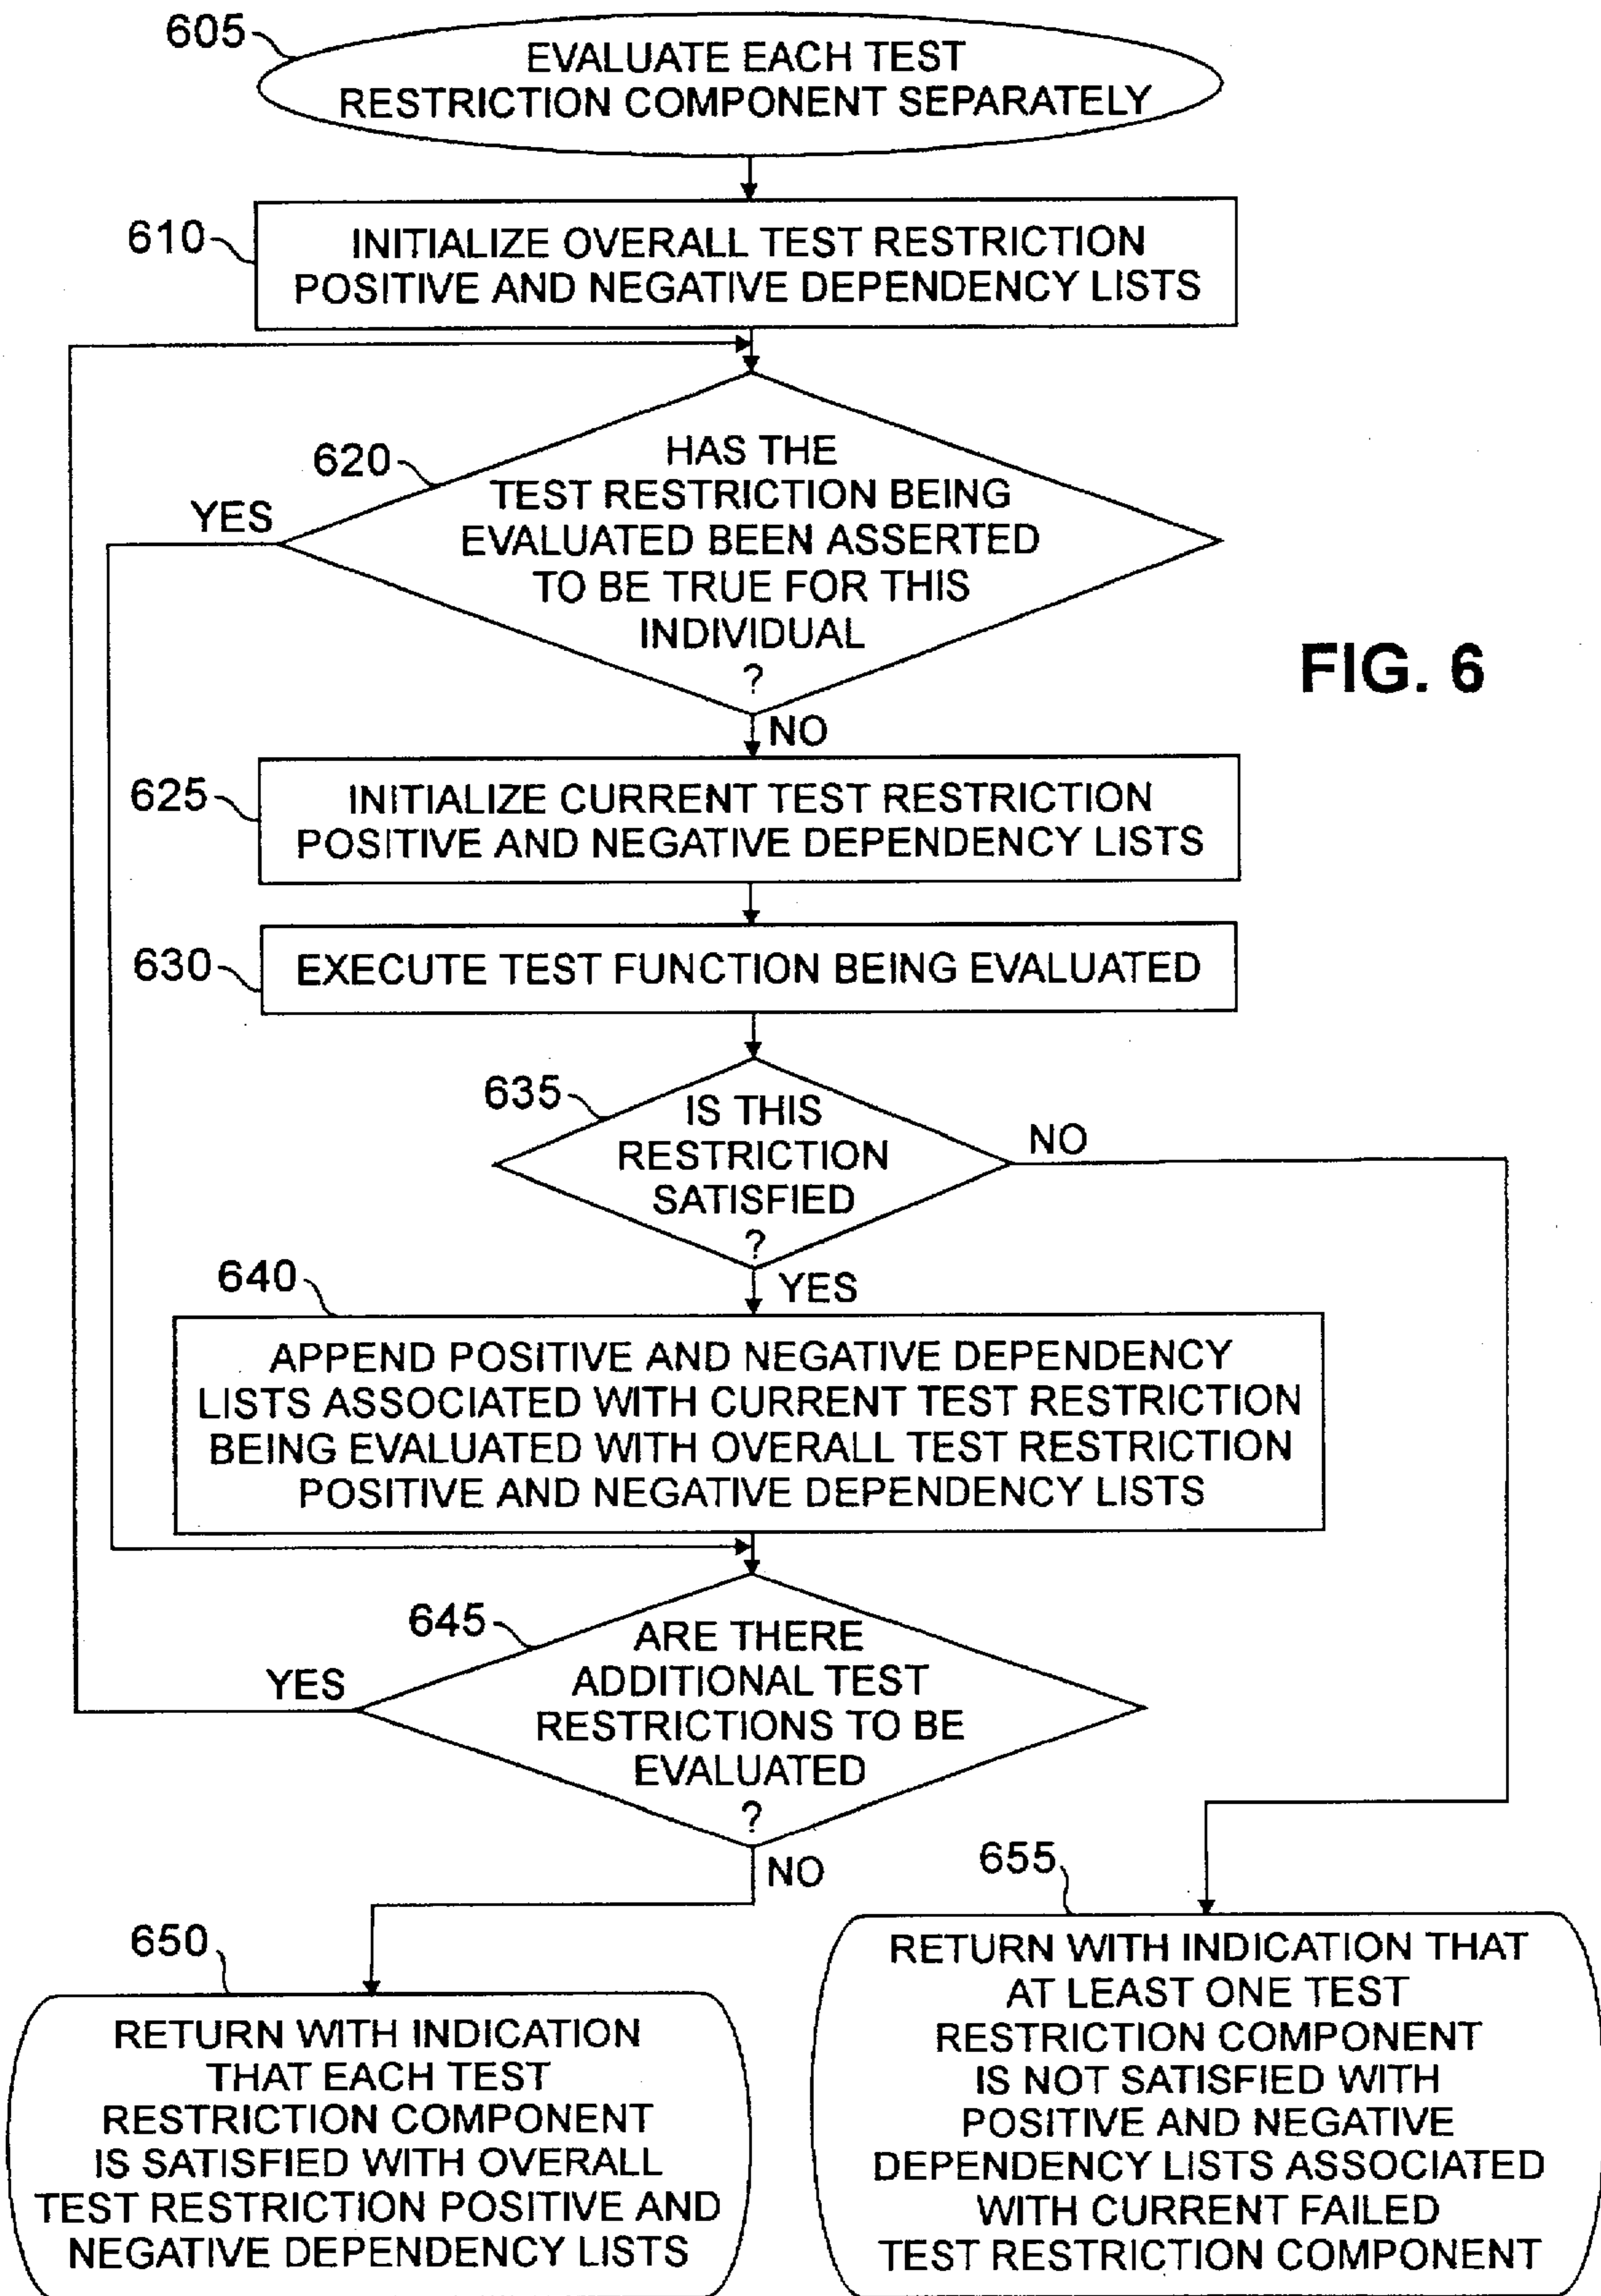 605
EVALUATE EACH TEST
RESTRICTION COMPONENT SEPARATELY
610
INITIALIZE OVERALL TEST RESTRICTION
POSITIVE AND NEGATIVE DEPENDENCY LISTS
620
HAS THE
TEST RESTRICTION BEING
EVALUATED BEEN ASSERTED
TO BE TRUE FOR THIS
INDIVIDUAL
?
YES
NO
FIG. 6
625
INITIALIZE CURRENT TEST RESTRICTION
POSITIVE AND NEGATIVE DEPENDENCY LISTS
630
EXECUTE TEST FUNCTION BEING EVALUATED
635
IS THIS
RESTRICTION
SATISFIED
?
NO
YES
640
APPEND POSITIVE AND NEGATIVE DEPENDENCY
LISTS ASSOCIATED WITH CURRENT TEST RESTRICTION
BEING EVALUATED WITH OVERALL TEST RESTRICTION
POSITIVE AND NEGATIVE DEPENDENCY LISTS
645
ARE THERE
ADDITIONAL TEST
RESTRICTIONS TO BE
EVALUATED
?
YES
NO
650
RETURN WITH INDICATION
THAT EACH TEST
RESTRICTION COMPONENT
IS SATISFIED WITH OVERALL
TEST RESTRICTION POSITIVE AND
NEGATIVE DEPENDENCY LISTS
655
RETURN WITH INDICATION THAT
AT LEAST ONE TEST
RESTRICTION COMPONENT
IS NOT SATISFIED WITH
POSITIVE AND NEGATIVE
DEPENDENCY LISTS ASSOCIATED
WITH CURRENT FAILED
TEST RESTRICTION COMPONENT